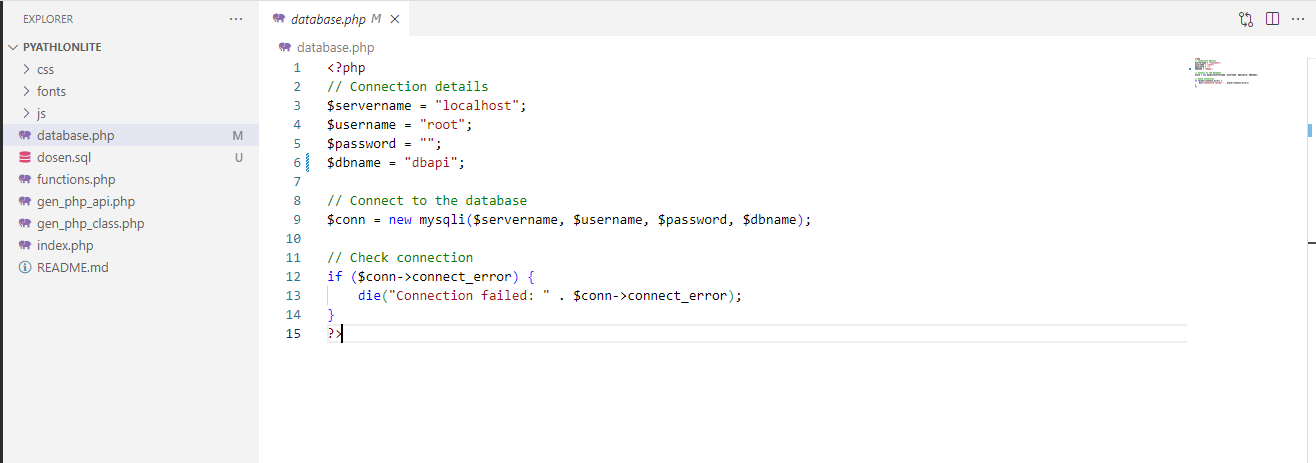 EXPLORER
PYATHLONLITE
css
fonts
js
database.php M
dosen.sql U
functions.php
gen_php_api.php
gen_php_class.php
index.php
README.md
database.php M
database.php
1 <?php
2 // Connection details
3 $servername = "localhost";
4 $username = "root";
5 $password = "";
6 $dbname = "dbapi";
7
8 // Connect to the database
9 $conn = new mysqli($servername, $username, $password, $dbname);
10
11 // Check connection
12 if ($conn->connect_error) {
13     die("Connection failed: " . $conn->connect_error);
14 }
15 ?>